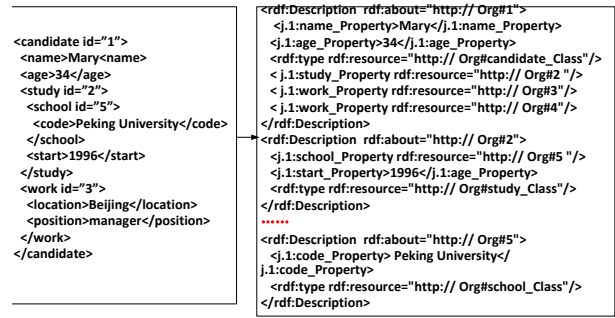 <candidate id="1">
<name>Mary<name>
<age>34</age>
<study id="2">
<school id="5">
<code>Peking University</code>
</school>
<start>1996</start>
</study>
<work id="3">
<location>Beijing</location>
<position>manager</position>
</work>
</candidate>
<rdf:Description rdf:about="http:// Org#1">
<j.1:name_Property>Mary</j.1:name_Property>
<j.1:age_Property>34</j.1:age_Property>
<rdf:type rdf:resource="http:// Org#candidate_Class"/>
< j.1:study_Property rdf:resource="http:// Org#2 "/>
< j.1:work_Property rdf:resource="http:// Org#3"/>
< j.1:work_Property rdf:resource="http:// Org#4"/>
</rdf:Description>
<rdf:Description rdf:about="http:// Org#2">
<j.1:school_Property rdf:resource="http:// Org#5 "/>
<j.1:start_Property>1996</j.1:age_Property>
<rdf:type rdf:resource="http:// Org#study_Class"/>
</rdf:Description>
......
<rdf:Description rdf:about="http:// Org#5">
<j.1:code_Property> Peking University</
j.1:code_Property>
<rdf:type rdf:resource="http:// Org#school_Class"/>
</rdf:Description>